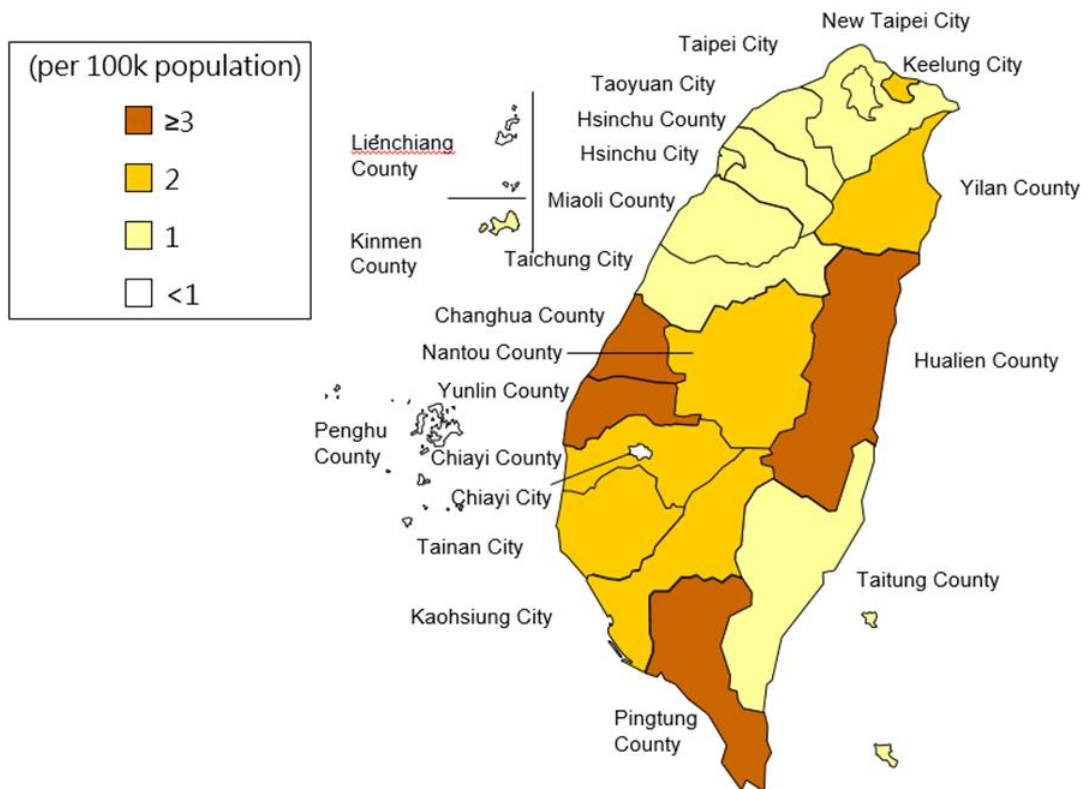 (per 100k population)
≥3
2
1
<1
New Taipei City
Taipei City
Keelung City
Taoyuan City
Hsinchu County
Lienchiang
County
Hsinchu City
Yilan County
Miaoli County
Kinmen
County
Taichung City
Changhua County
Nantou County
Hualien County
Yunlin County
Penghu
County
Chiayi County
Chiayi City
Tainan City
Taitung County
Kaohsiung City
Pingtung
County